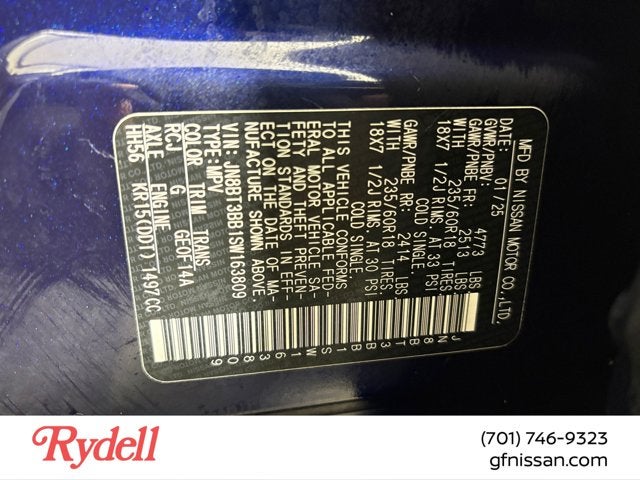 MFD BY NISSAN MOTOR CO.,LTD.
DATE: 01/25
GVWR/PNBV: 4773 LBS
GAWR/PNBE FR: 2513 LBS
WITH 235/60R18 TIRES
18X7 1/2J RIMS AT 33 PSI
COLD SINGLE
GAWR/PNBE RR: 2414 LBS
WITH 235/60R18 TIRES
18X7 1/2J RIMS AT 30 PSI
COLD SINGLE
THIS VEHICLE CONFORMS
TO ALL APPLICABLE FED-
ERAL MOTOR VEHICLE SA-
FETY AND THEFT PREVEN-
TION STANDARDS IN EFF-
ECT ON THE DATE OF MA-
NUFACTURE SHOWN ABOVE.
VIN: JN8BT3BB1SW163809
TYPE: MPV
COLOR TRIM TRANS
RCJ G GE0F14A
AXLE ENGINE
HH56 KR15(DDT) 1497CC
JN8BT3BB1SW163809
Rydell
(701) 746-9323
gfnissan.com